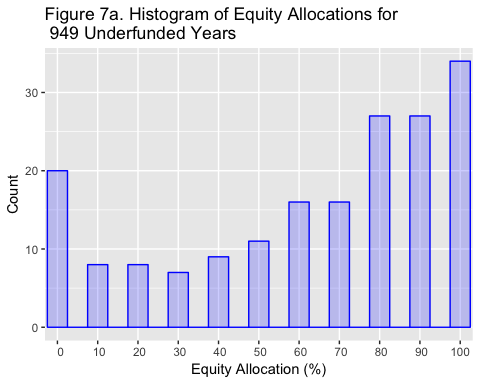 Figure 7a. Histogram of Equity Allocations for
949 Underfunded Years
30
20
10
0
Count
0 10 20 30 40 50 60 70 80 90 100
Equity Allocation (%)